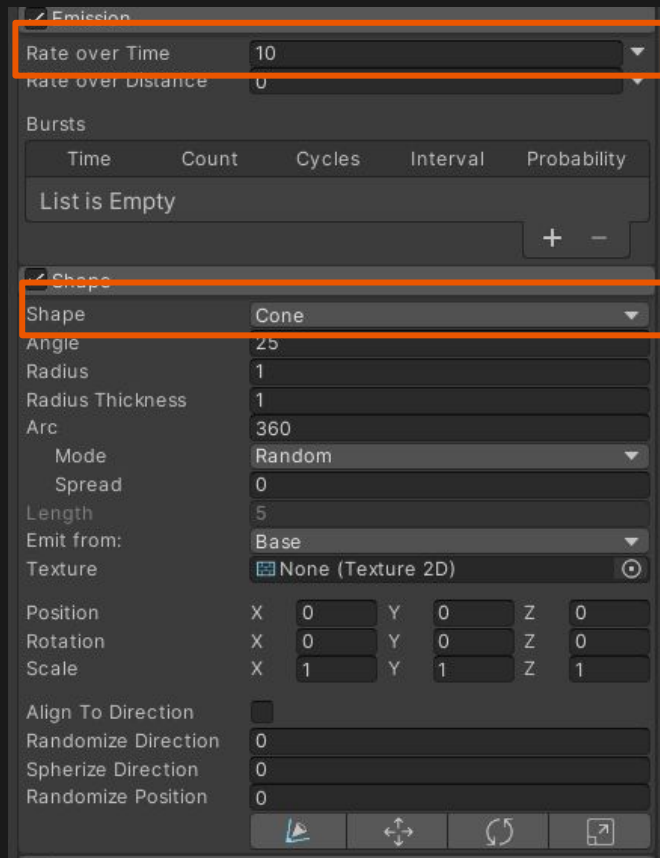 Emission
Rate over Time 10
Rate over Distance 0
Bursts
Time Count Cycles Interval Probability
List is Empty
+ −
Shape
Shape Cone
Angle 25
Radius 1
Radius Thickness 1
Arc 360
Mode Random
Spread 0
Length 5
Emit from: Base
Texture None (Texture 2D)
Position X 0 Y 0 Z 0
Rotation X 0 Y 0 Z 0
Scale X 1 Y 1 Z 1
Align To Direction
Randomize Direction 0
Spherize Direction 0
Randomize Position 0